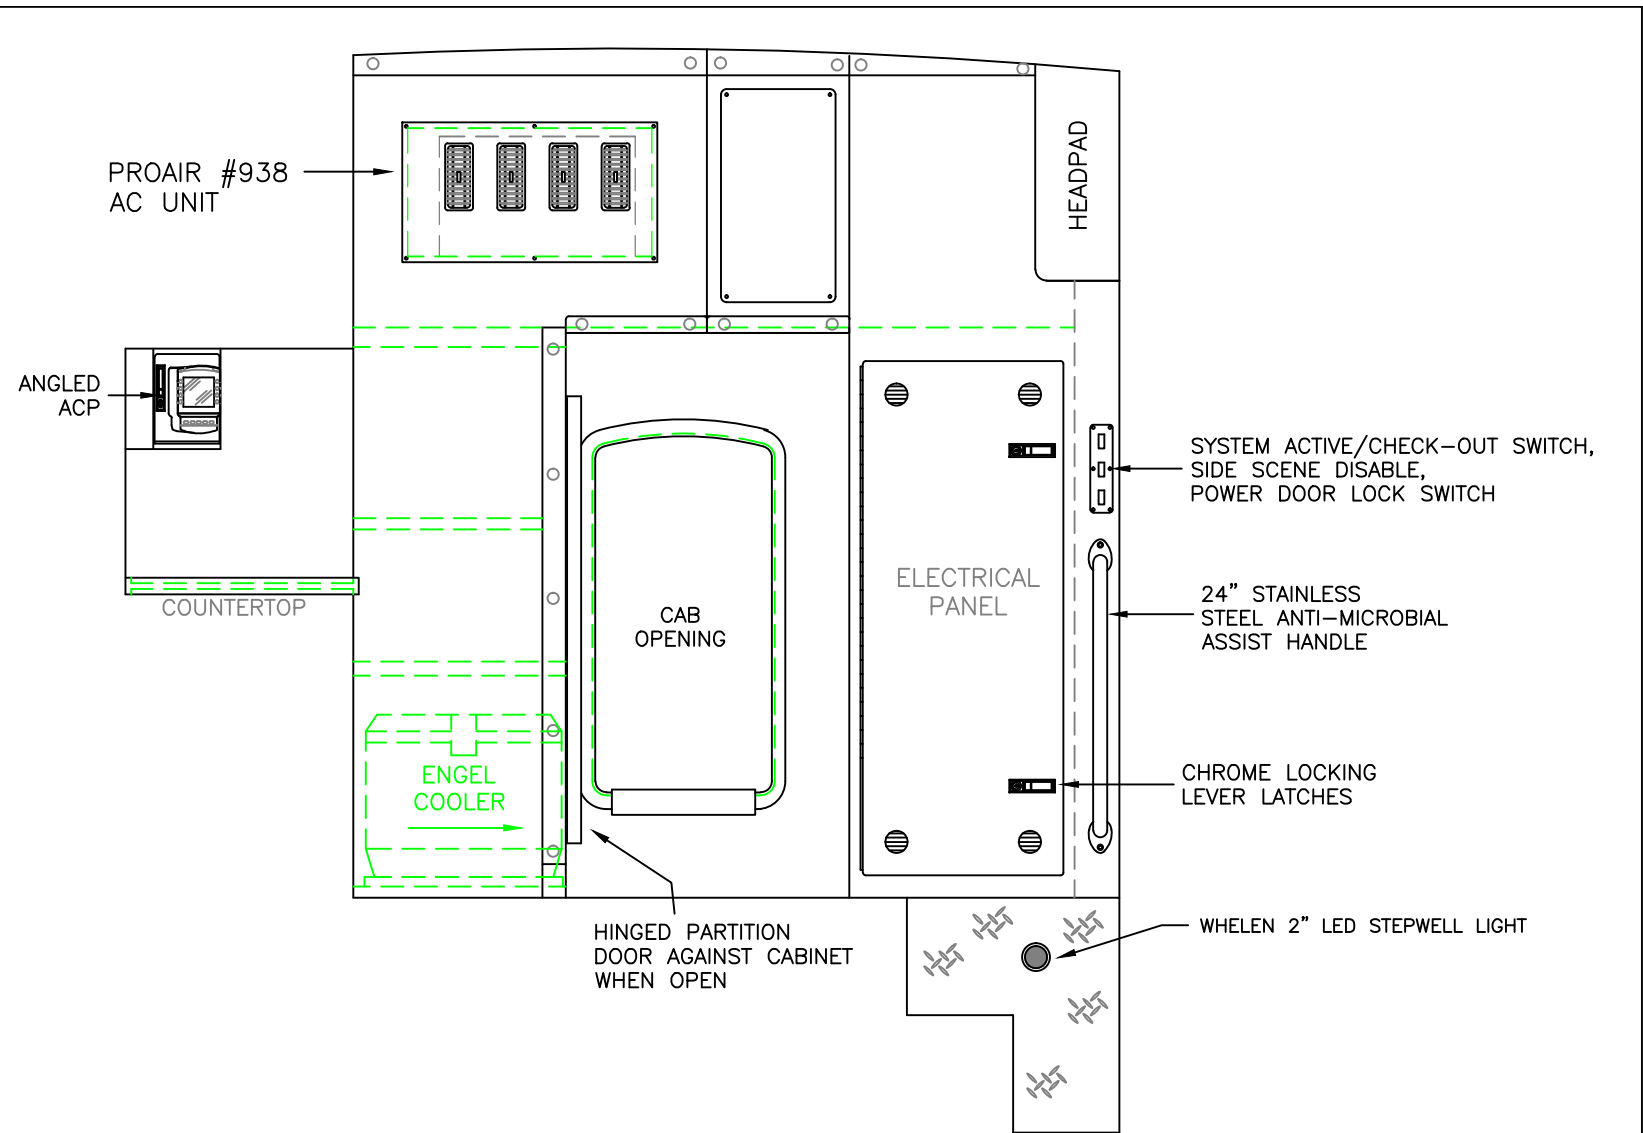 PROAIR #938
AC UNIT
HEADPAD
ANGLED
ACP
SYSTEM ACTIVE/CHECK-OUT SWITCH,
SIDE SCENE DISABLE,
POWER DOOR LOCK SWITCH
ELECTRICAL
PANEL
COUNTERTOP
24" STAINLESS
STEEL ANTI-MICROBIAL
ASSIST HANDLE
CAB
OPENING
ENGEL
COOLER
CHROME LOCKING
LEVER LATCHES
HINGED PARTITION
DOOR AGAINST CABINET
WHEN OPEN
WHELEN 2" LED STEPWELL LIGHT